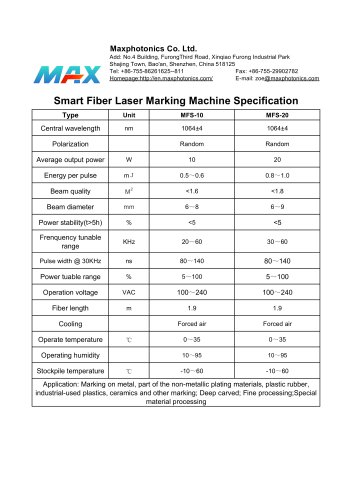 Maxphotonics Co. Ltd.
Add: No.4 Building, FurongThird Road, Xinqiao Furong Industrial Park
Shajing Town, Bao'an, Shenzhen, China 518125
Tel: +86-755-86261625--811 Fax: +86-755-29902782
Homepage:http://en.maxphotonics.com/ E-mail: zoe@maxphotonics.com
MAX
Smart Fiber Laser Marking Machine Specification
Type Unit MFS-10 MFS-20
Central wavelength nm 1064±4 1064±4
Polarization Random Random
Average output power W 10 20
Energy per pulse mJ 0.5～0.6 0.8～1.0
Beam quality M² <1.6 <1.8
Beam diameter mm 6～8 6～9
Power stability(t>5h) % <5 <5
Frenquency tunable
range KHz 20～60 30～60
Pulse width @ 30KHz ns 80～140 80～140
Power tuable range % 5～100 5～100
Operation voltage VAC 100～240 100～240
Fiber length m 1.9 1.9
Cooling Forced air Forced air
Operate temperature ℃ 0～35 0～35
Operating humidity 10～95 10～95
Stockpile temperature ℃ -10～60 -10～60
Application: Marking on metal, part of the non-metallic plating materials, plastic rubber,
industrial-used plastics, ceramics and other marking; Deep carved; Fine processing;Special
material processing